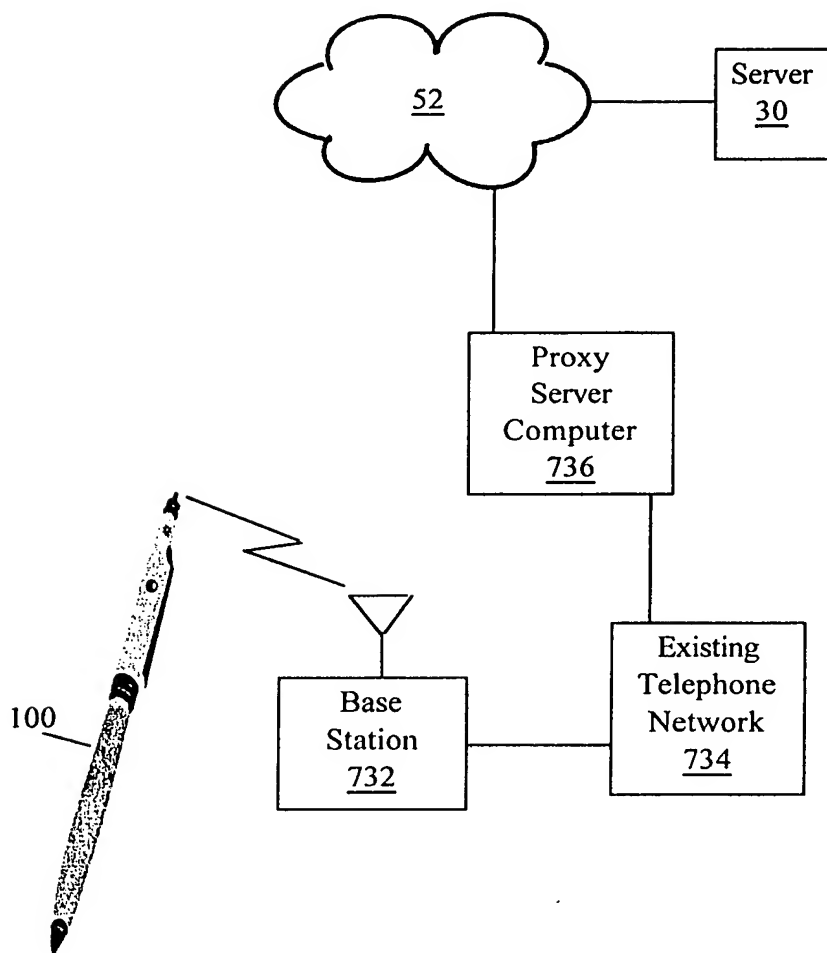 52
Server
30
Proxy
Server
Computer
736
Existing
Telephone
Network
734
Base
Station
732
100